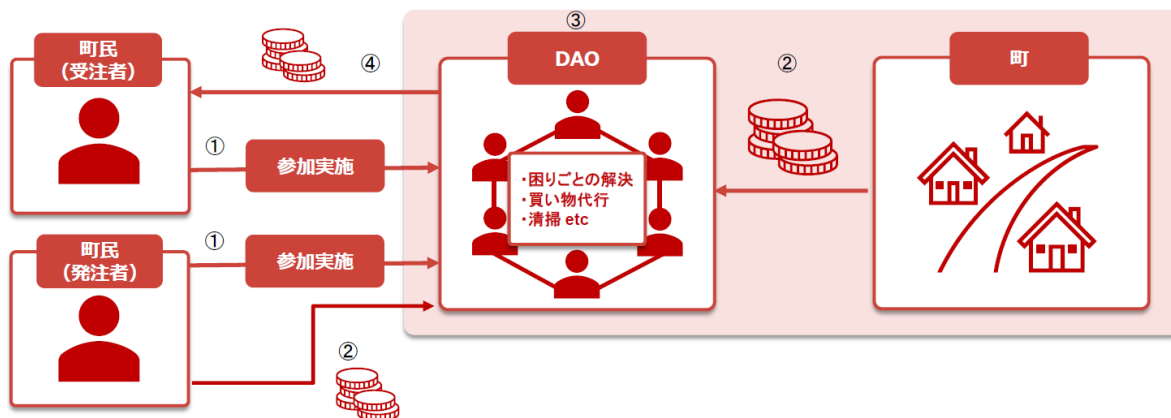 町民
（受注者）
④
③
DAO
②
町
①
参加実施
・困りごとの解決
・買い物代行
・清掃 etc
町民
（発注者）
①
参加実施
②